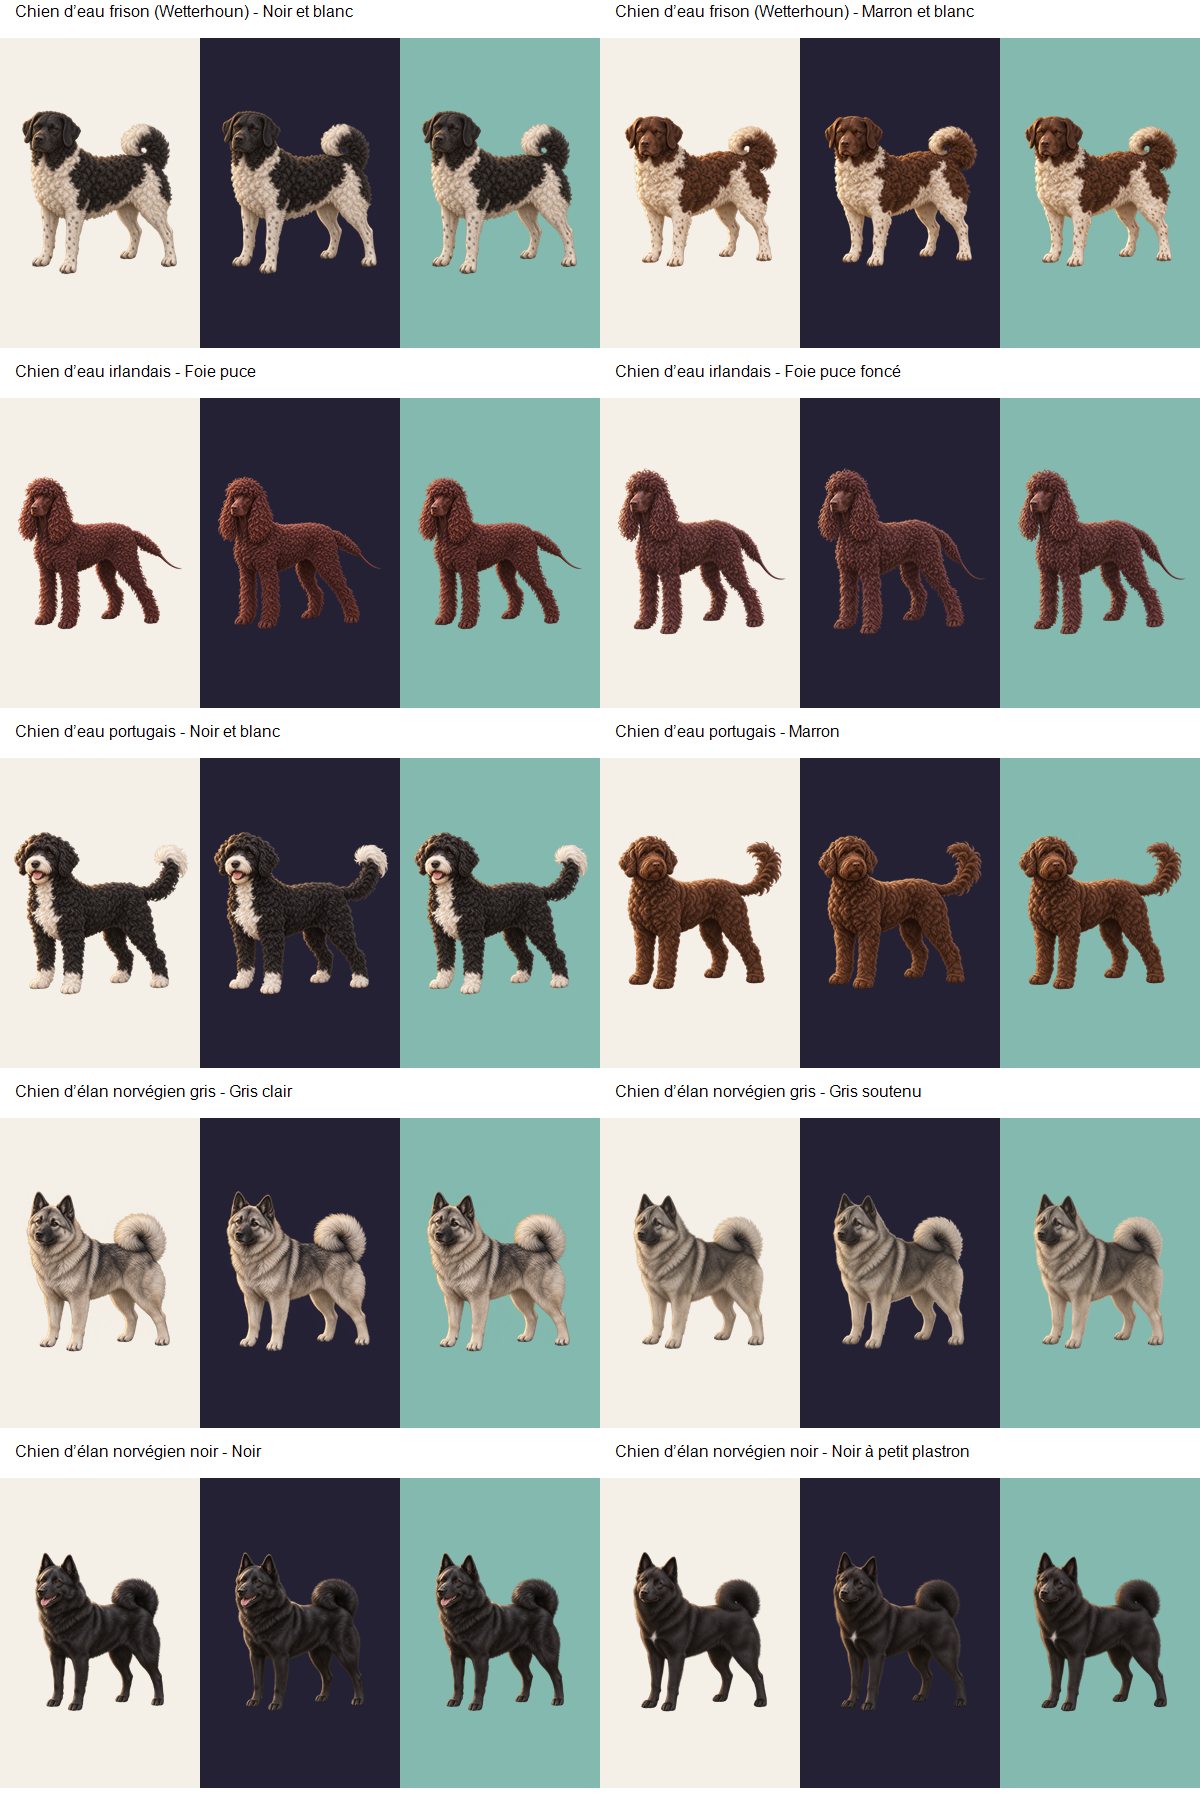 Chien d’eau frison (Wetterhoun) - Noir et blanc
Chien d’eau frison (Wetterhoun) - Marron et blanc
Chien d’eau irlandais - Foie puce
Chien d’eau irlandais - Foie puce foncé
Chien d’eau portugais - Noir et blanc
Chien d’eau portugais - Marron
Chien d’élan norvégien gris - Gris clair
Chien d’élan norvégien gris - Gris soutenu
Chien d’élan norvégien noir - Noir
Chien d’élan norvégien noir - Noir à petit plastron